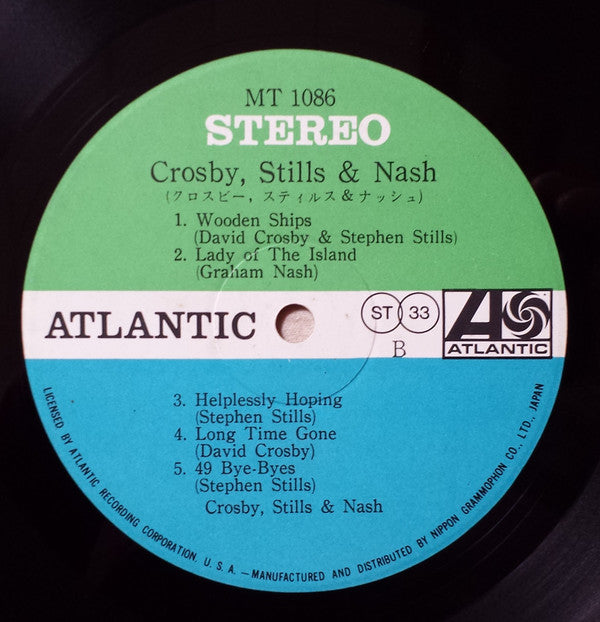 MT 1086
STEREO
Crosby, Stills & Nash
(クロスビー, スティルス&ナッシュ)
1. Wooden Ships
(David Crosby & Stephen Stills)
2. Lady of The Island
(Graham Nash)
ATLANTIC
ST 33
B
A
ATLANTIC
3. Helplessly Hoping
(Stephen Stills)
4. Long Time Gone
(David Crosby)
5. 49 Bye-Byes
(Stephen Stills)
Crosby, Stills & Nash
LICENSED BY ATLANTIC RECORDING CORPORATION. U. S. A. —MANUFACTURED AND DISTRIBUTED BY NIPPON GRAMMOPHON CO., LTD., JAPAN